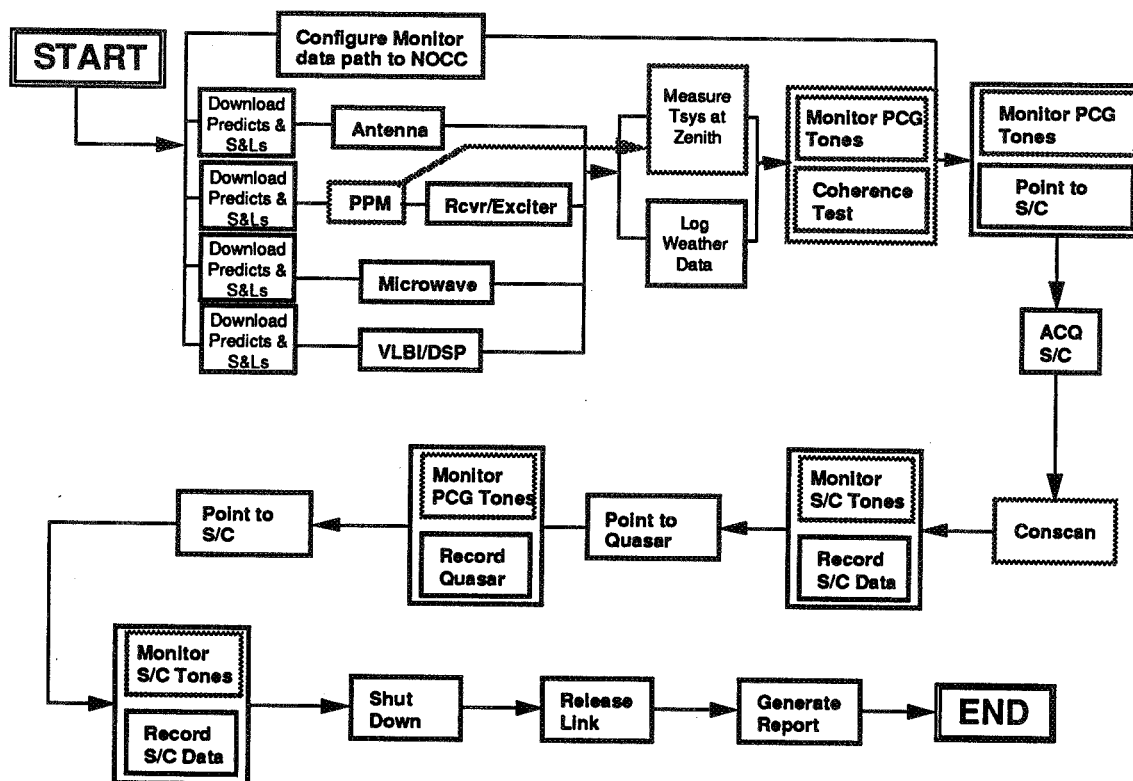 START
Configure Monitor
data path to NOCC
Download
Predicts &
S&Ls
Antenna
Download
Predicts &
S&Ls
PPM
Rcvr/Exciter
Download
Predicts &
S&Ls
Microwave
Download
Predicts &
S&Ls
VLBI/DSP
Measure
Tsys at
Zenith
Log
Weather
Data
Monitor PCG
Tones
Coherence
Test
Monitor PCG
Tones
Point to
S/C
ACQ
S/C
Conscan
Monitor
S/C Tones
Record
S/C Data
Point to
Quasar
Monitor
PCG Tones
Record
Quasar
Point to
S/C
Monitor
S/C Tones
Record
S/C Data
Shut
Down
Release
Link
Generate
Report
END